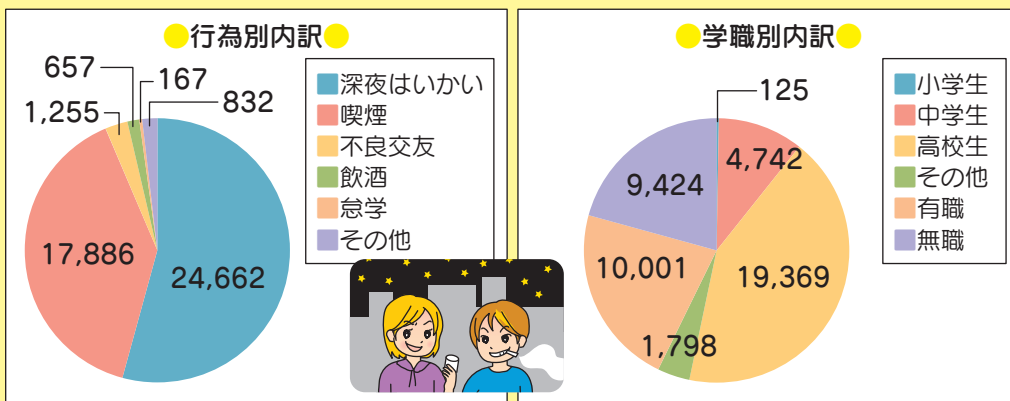 ●行為別内訳●
657
167
1,255
832
17,886
24,662
深夜はいかい
喫煙
不良交友
飲酒
怠学
その他
●学職別内訳●
125
4,742
9,424
10,001
19,369
1,798
小学生
中学生
高校生
その他
有職
無職